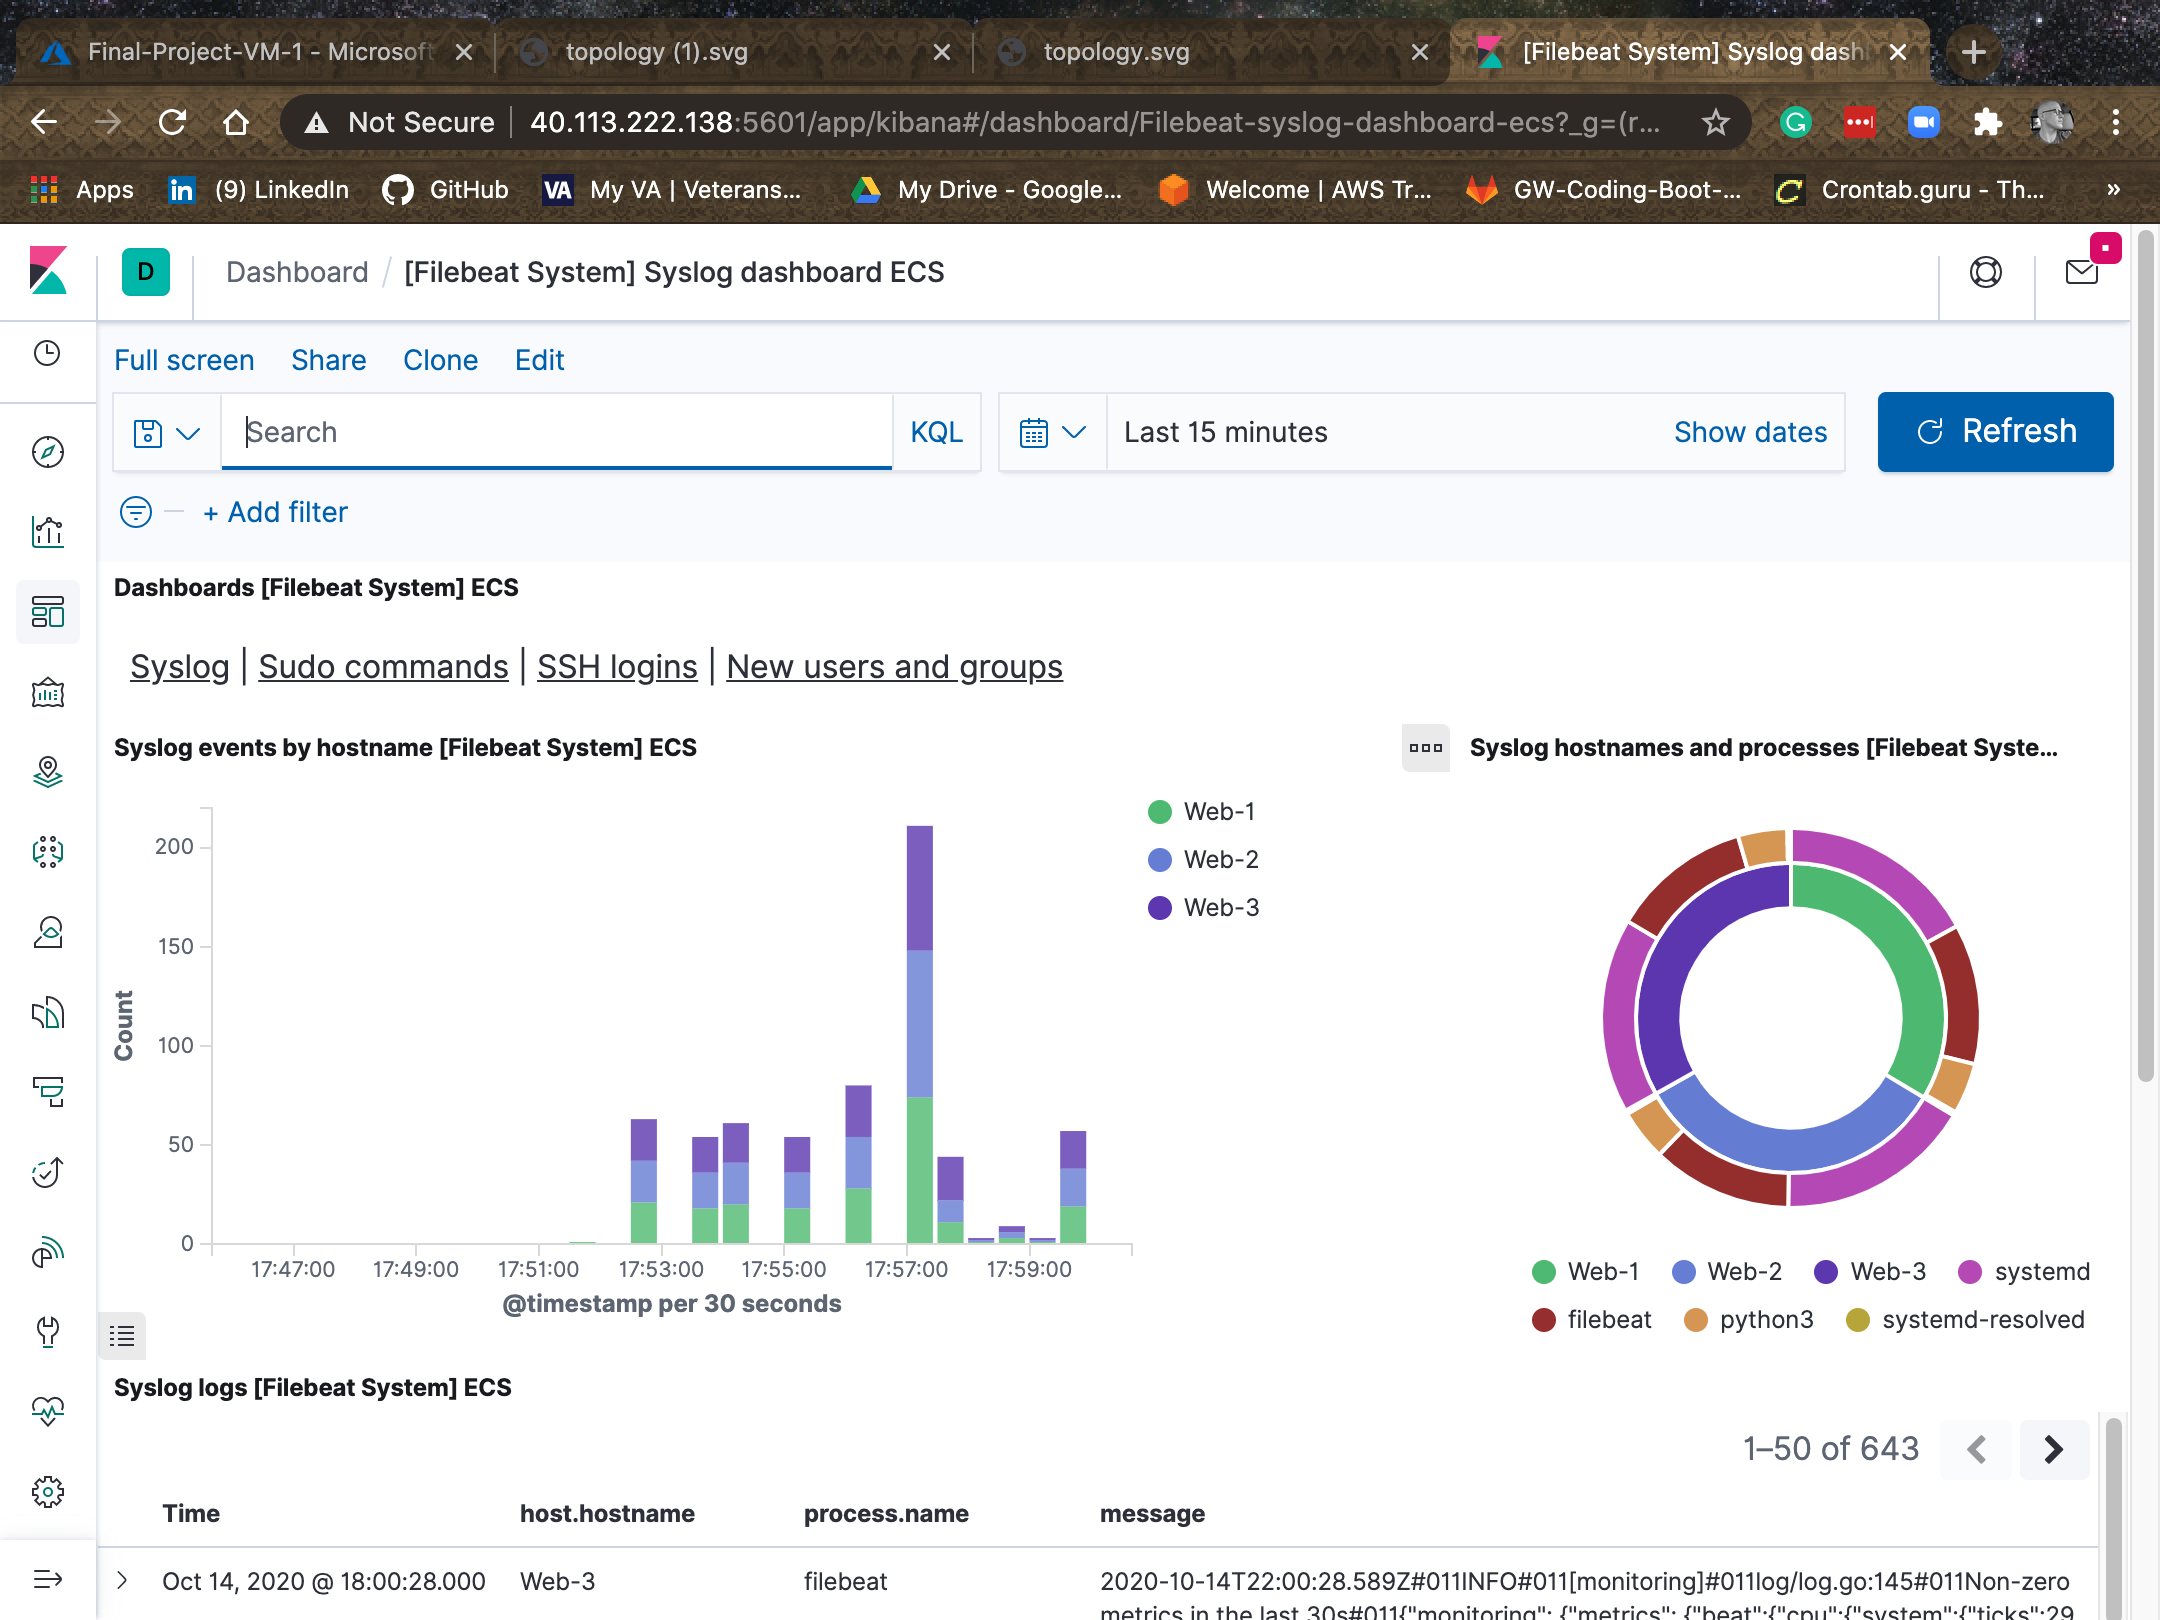 Final-Project-VM-1 - Microsoft
topology (1).svg
topology.svg
[Filebeat System] Syslog dash
Not Secure
40.113.222.138:5601/app/kibana#/dashboard/Filebeat-syslog-dashboard-ecs?_g=(r...
Apps
(9) LinkedIn
GitHub
VA
My VA | Veterans...
My Drive - Google...
Welcome | AWS Tr...
GW-Coding-Boot-...
Crontab.guru - Th...
»
D
Dashboard / [Filebeat System] Syslog dashboard ECS
Full screen
Share
Clone
Edit
Search
KQL
Last 15 minutes
Show dates
Refresh
+ Add filter
Dashboards [Filebeat System] ECS
Syslog | Sudo commands | SSH logins | New users and groups
Syslog events by hostname [Filebeat System] ECS
Count
200
150
100
50
0
17:47:00
17:49:00
17:51:00
17:53:00
17:55:00
17:57:00
17:59:00
@timestamp per 30 seconds
Web-1
Web-2
Web-3
Syslog hostnames and processes [Filebeat Syste...
Web-1
Web-2
Web-3
systemd
filebeat
python3
systemd-resolved
Syslog logs [Filebeat System] ECS
1–50 of 643
Time
host.hostname
process.name
message
Oct 14, 2020 @ 18:00:28.000
Web-3
filebeat
2020-10-14T22:00:28.589Z#011INFO#011[monitoring]#011log/log.go:145#011Non-zero
metrics in the last 30s#011{"monitoring": {"metrics": {"beat":{"cpu":{"system":{"ticks":29